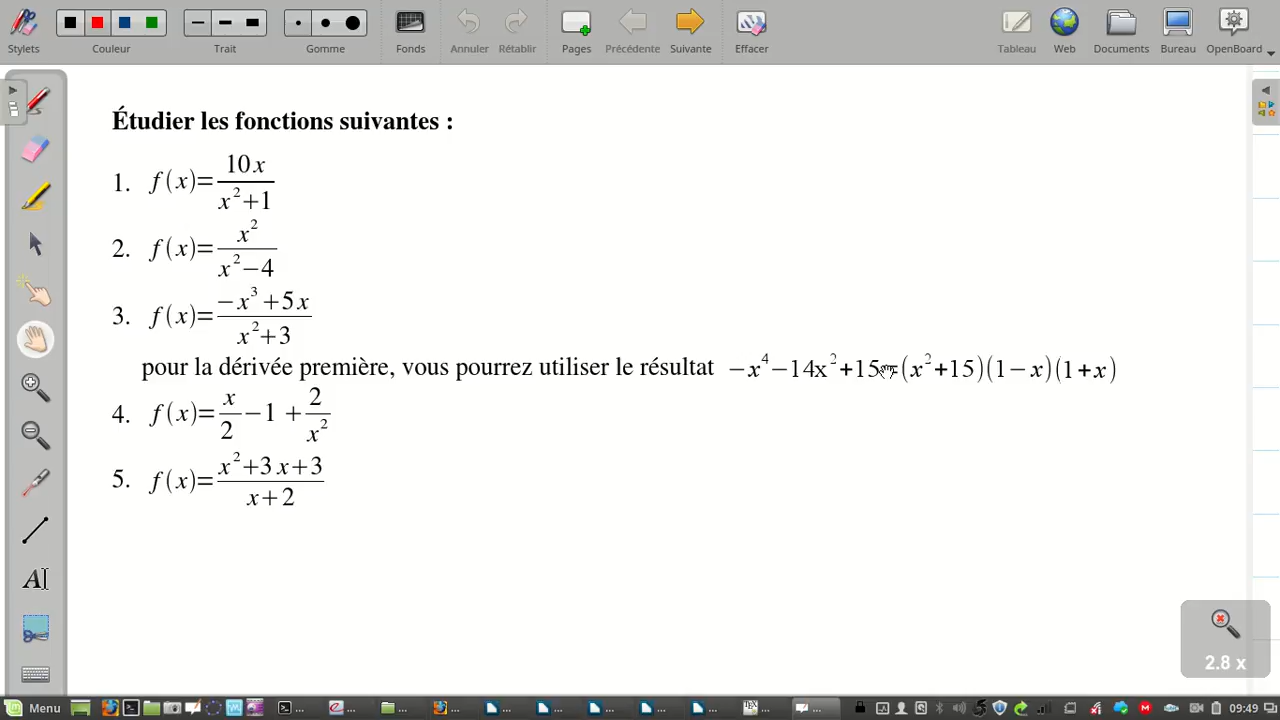 Stylets Couleur Trait Gomme Fonds Annuler Rétablir Pages Précédente Suivante Effacer Tableau Web Documents Bureau OpenBoard
Étudier les fonctions suivantes :
1. f(x)=10x/(x²+1)
2. f(x)=x²/(x²−4)
3. f(x)=(−x³+5x)/(x²+3)
pour la dérivée première, vous pourrez utiliser le résultat −x⁴−14x²+15=(x²+15)(1−x)(1+x)
4. f(x)=x/2−1+2/x²
5. f(x)=(x²+3x+3)/(x+2)
2.8 x
Menu ... ... ... ... ... ... ... ... ... ... ... 09:49